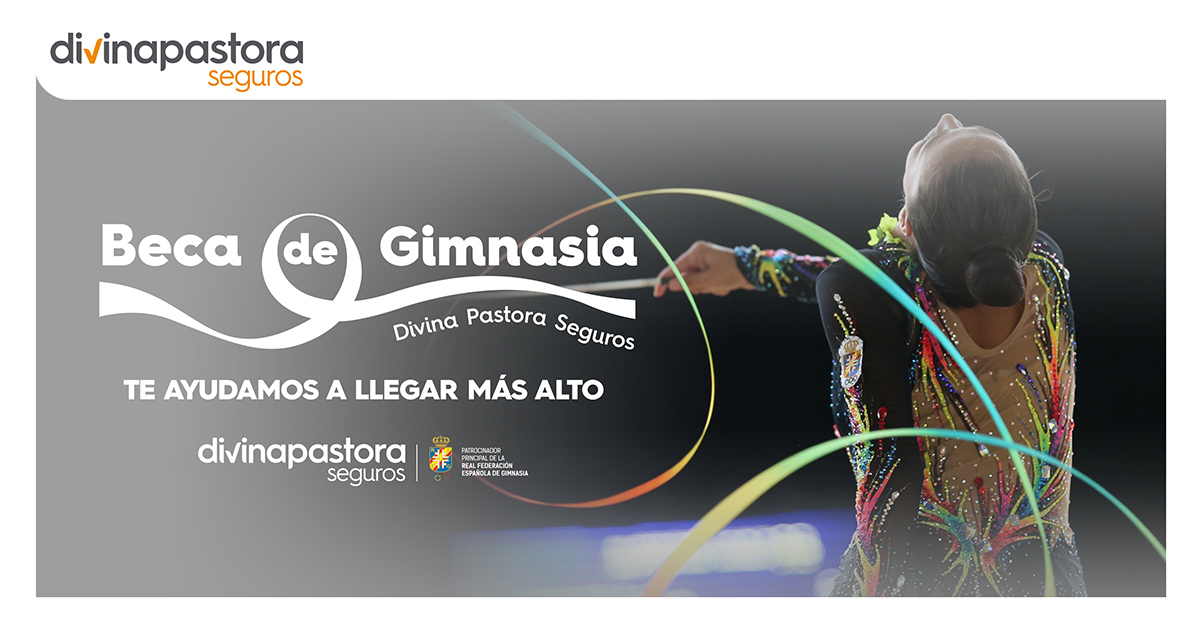 divinapastora
seguros
Beca de Gimnasia
Divina Pastora Seguros
TE AYUDAMOS A LLEGAR MÁS ALTO
divinapastora
seguros
PATROCINADOR
PRINCIPAL DE LA
REAL FEDERACIÓN
ESPAÑOLA DE GIMNASIA